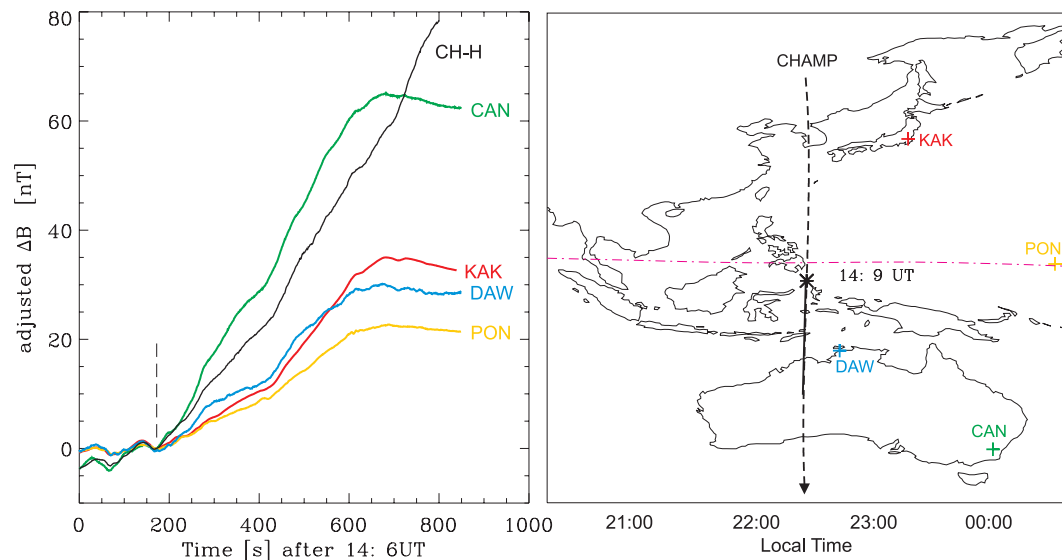 80
60
40
20
0
adjusted ΔB [nT]
CH-H
CAN
KAK
DAW
PON
0 200 400 600 800 1000
Time [s] after 14: 6UT
CHAMP
KAK
PON
14: 9 UT
DAW
CAN
21:00 22:00 23:00 00:00
Local Time